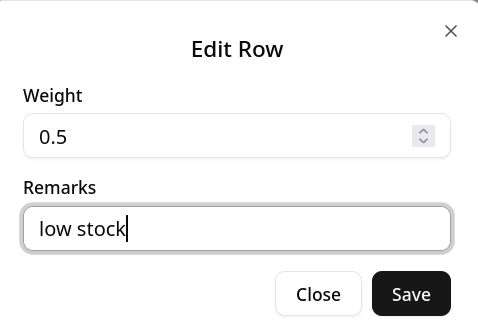 Edit Row
Weight
0.5
Remarks
low stock
Close Save